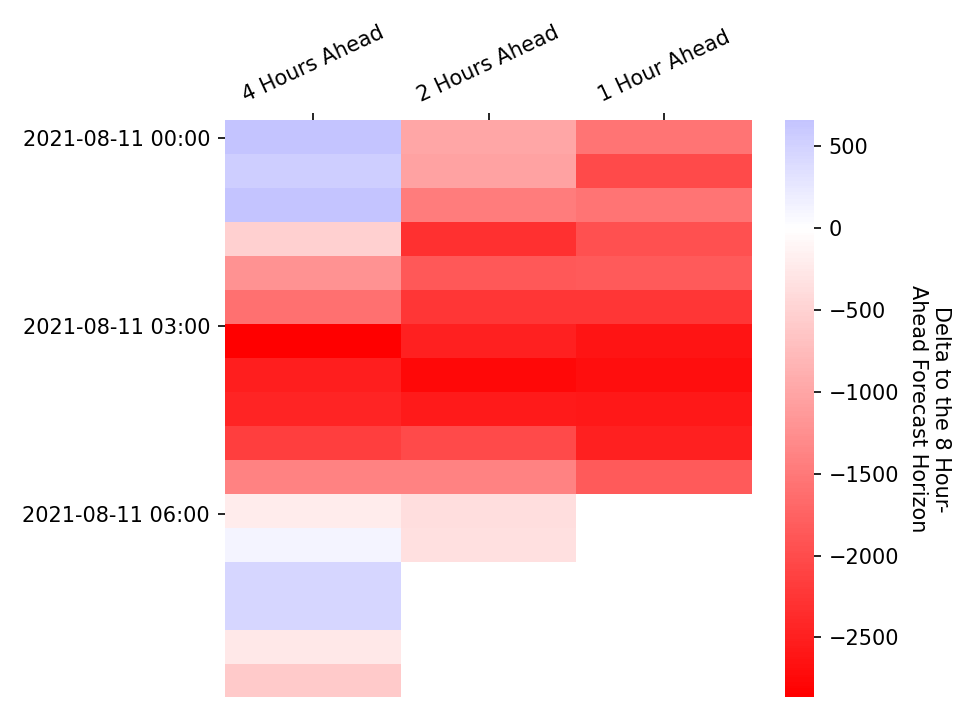 4 Hours Ahead
2 Hours Ahead
1 Hour Ahead
2021-08-11 00:00
2021-08-11 03:00
2021-08-11 06:00
500
0
−500
−1000
−1500
−2000
−2500
Delta to the 8 Hour-
Ahead Forecast Horizon